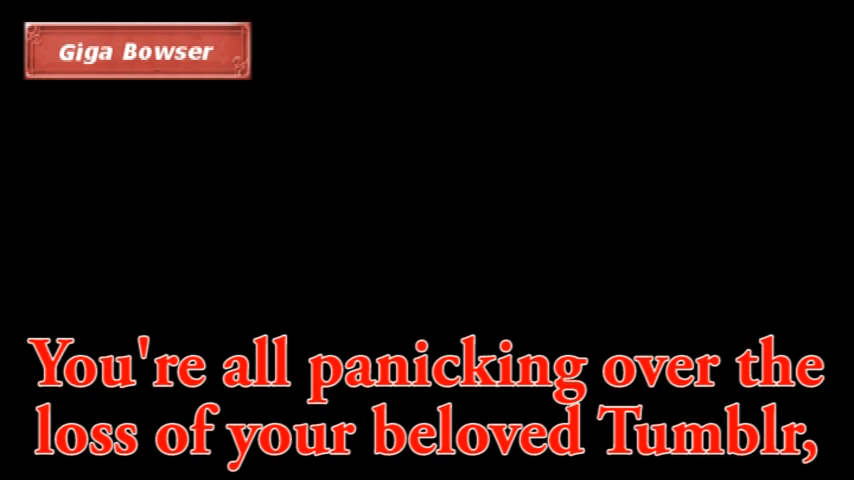 Giga Bowser
You're all panicking over the
loss of your beloved Tumblr,